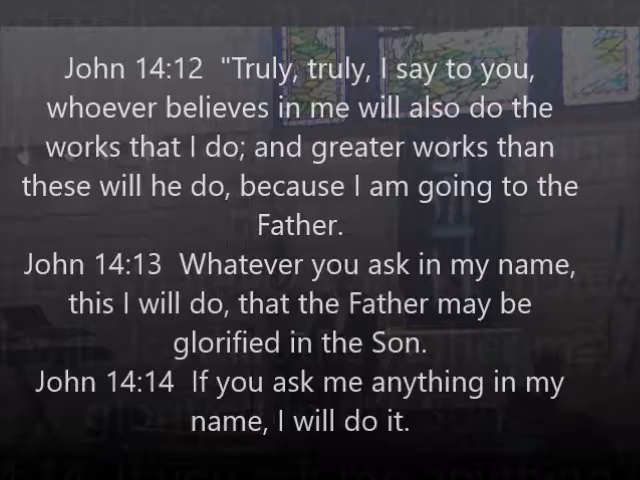 John 14:12  "Truly, truly, I say to you,
whoever believes in me will also do the
works that I do; and greater works than
these will he do, because I am going to the
Father.
John 14:13  Whatever you ask in my name,
this I will do, that the Father may be
glorified in the Son.
John 14:14  If you ask me anything in my
name, I will do it.